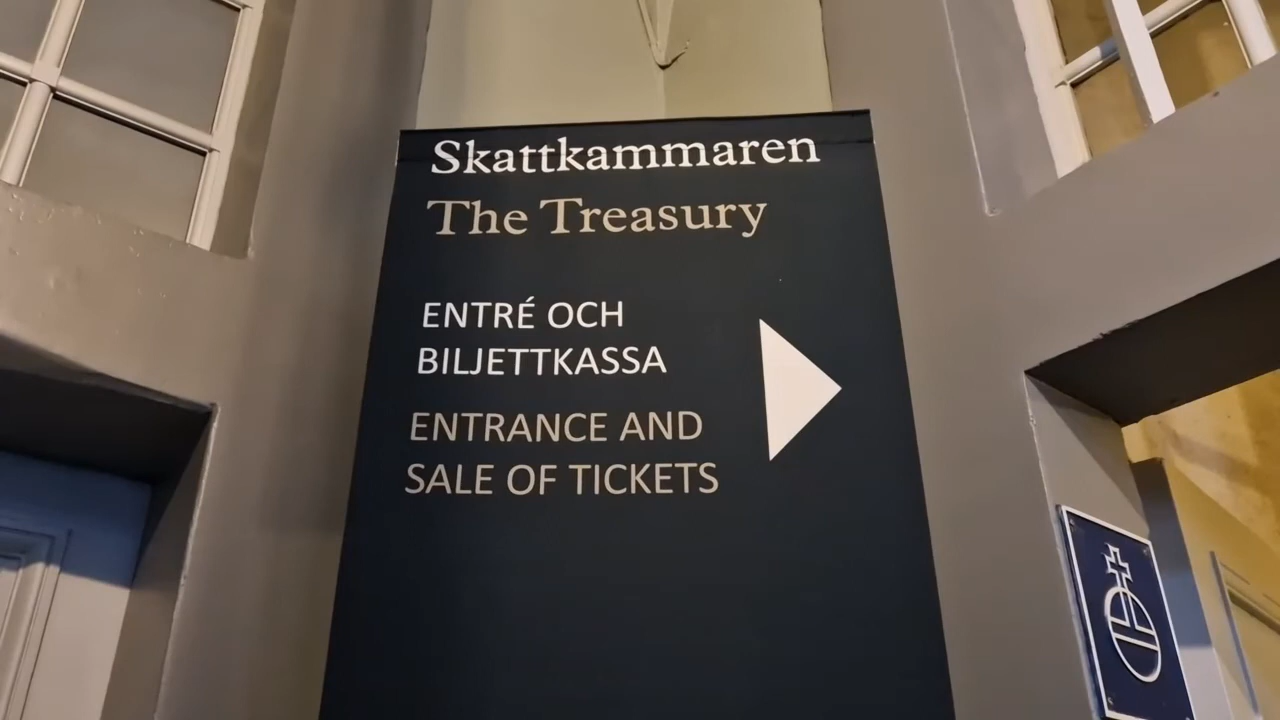 Skattkammaren
The Treasury
ENTRÉ OCH
BILJETTKASSA
ENTRANCE AND
SALE OF TICKETS